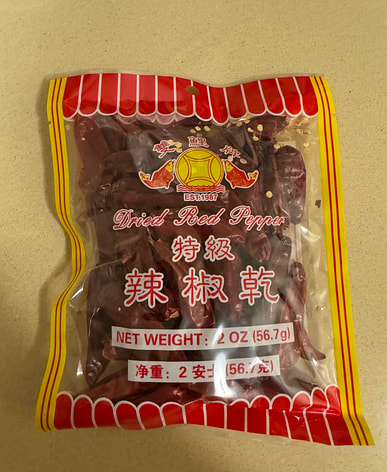 鯉
EST.1987
Dried Red Pepper
特級
辣椒乾
NET WEIGHT: 2 OZ (56.7g)
净重: 2 安士 (56.7克)